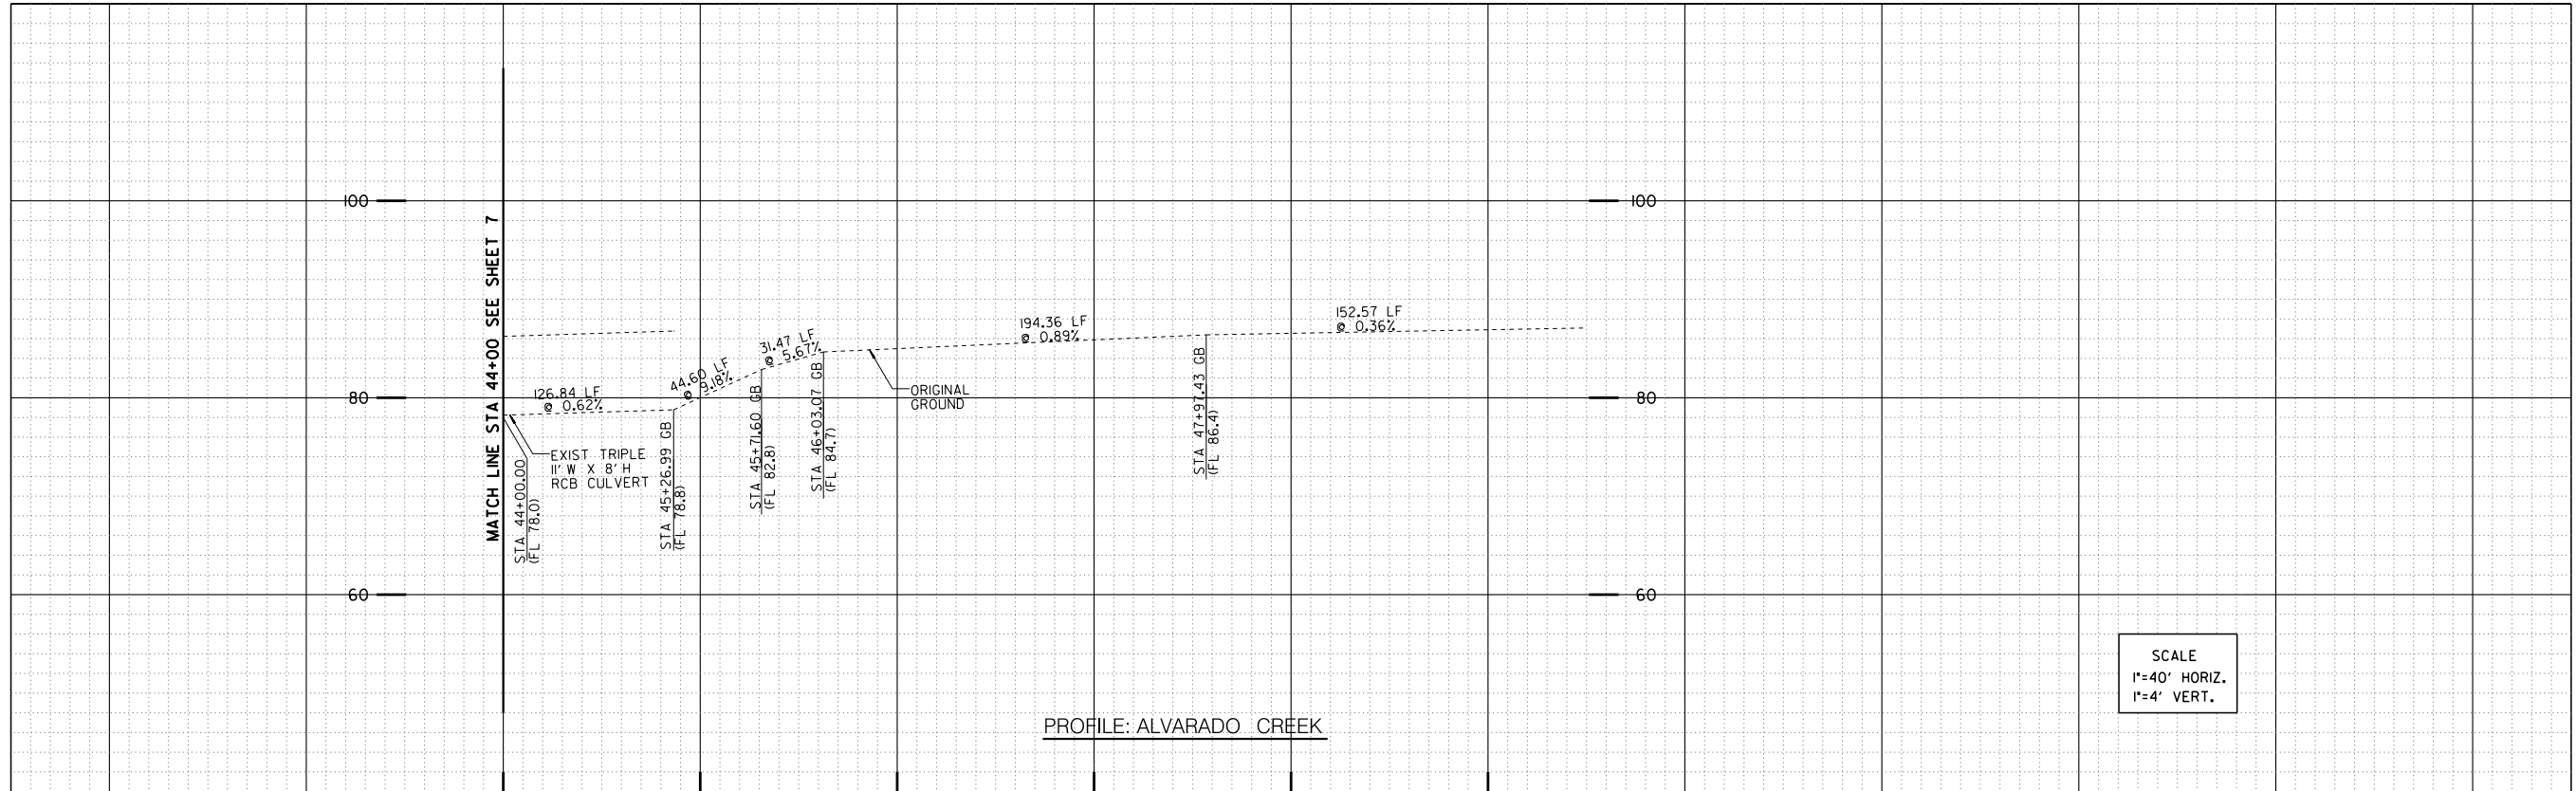 100
100
80
80
60
60
MATCH LINE STA 44+00 SEE SHEET 7
126.84 LF
@ 0.62%
44.60 LF
@ 9.18%
31.47 LF
@ 5.67%
194.36 LF
@ 0.89%
152.57 LF
@ 0.36%
ORIGINAL
GROUND
EXIST TRIPLE
11' W X 8' H
RCB CULVERT
STA 44+00.00
(FL 78.0)
STA 45+26.99 GB
(FL 78.8)
STA 45+71.60 GB
(FL 82.8)
STA 46+03.07 GB
(FL 84.7)
STA 47+97.43 GB
(FL 86.4)
SCALE
1"=40' HORIZ.
1"=4' VERT.
PROFILE: ALVARADO CREEK